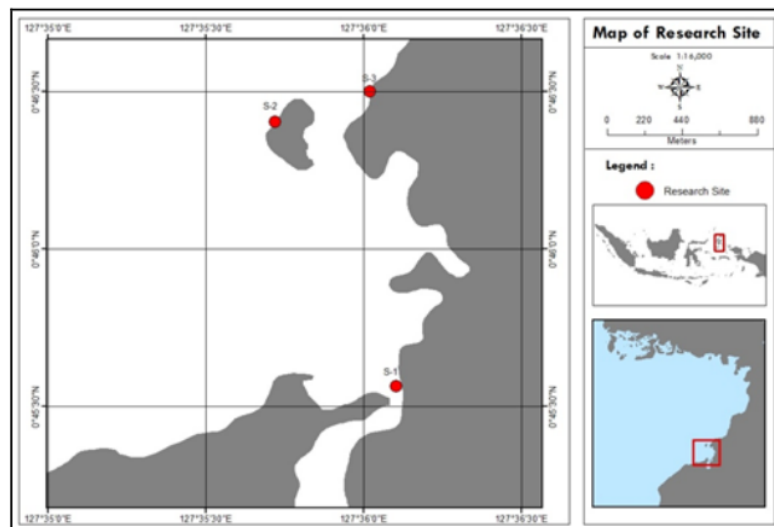 127°35'0"E 127°35'30"E 127°36'0"E 127°36'30"E
0°46'30"N 0°46'30"N
0°46'0"N 0°46'0"N
0°45'30"N 0°45'30"N
S-3
S-2
S-1
127°35'0"E 127°35'30"E 127°36'0"E 127°36'30"E
Map of Research Site
Scale 1:16,000
N
W E
S
0 220 440 880
Meters
Legend :
Research Site